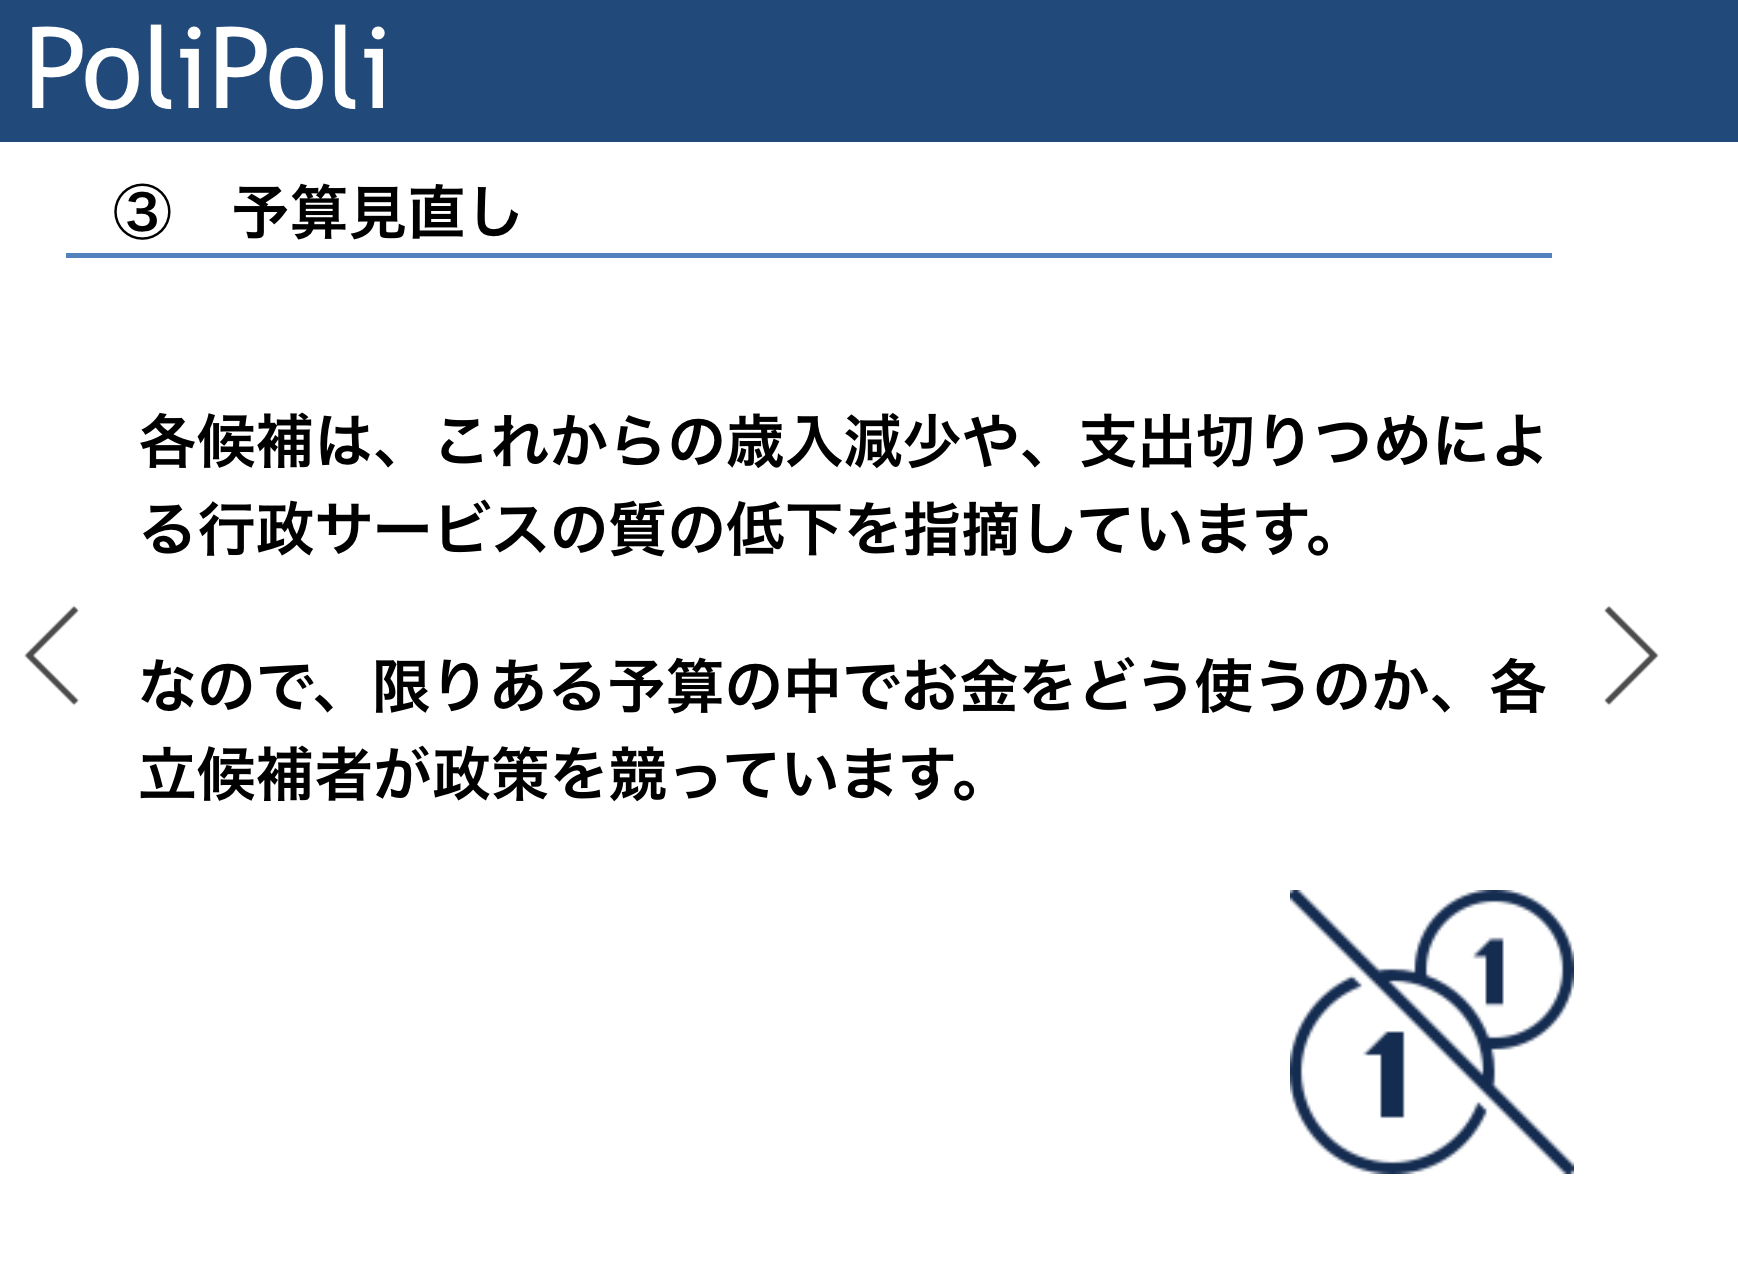 PoliPoli
③　予算見直し
各候補は、これからの歳入減少や、支出切りつめによ
る行政サービスの質の低下を指摘しています。
なので、限りある予算の中でお金をどう使うのか、各
立候補者が政策を競っています。
1
1